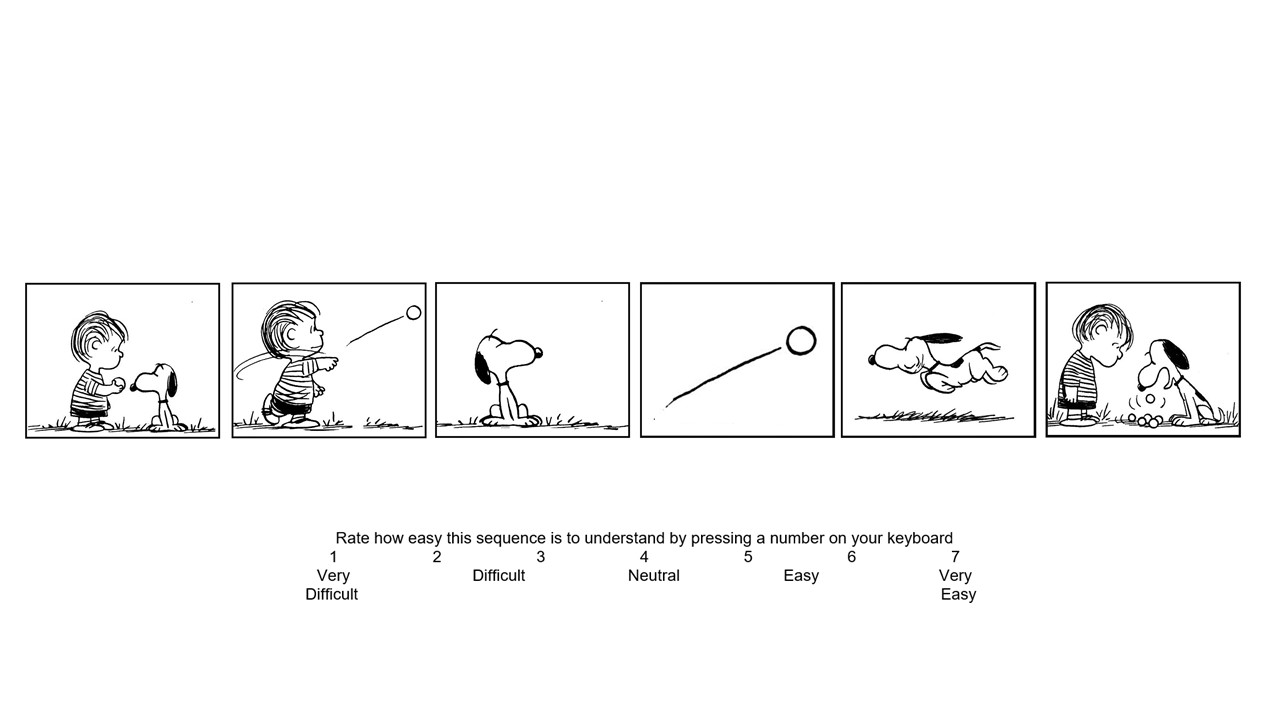 Rate how easy this sequence is to understand by pressing a number on your keyboard
1 2 3 4 5 6 7
Very Difficult Neutral Easy Very
Difficult Easy